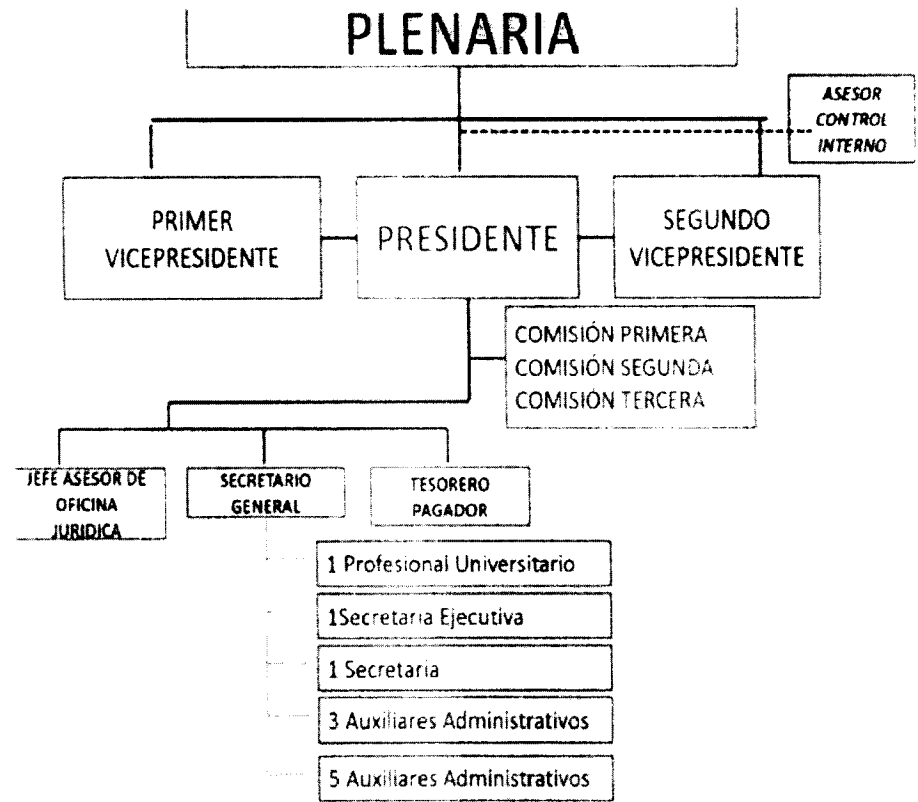 PLENARIA
ASESOR
CONTROL
INTERNO
PRIMER
VICEPRESIDENTE
PRESIDENTE
SEGUNDO
VICEPRESIDENTE
COMISIÓN PRIMERA
COMISIÓN SEGUNDA
COMISIÓN TERCERA
JEFE ASESOR DE
OFICINA
JURIDICA
SECRETARIO
GENERAL
TESORERO
PAGADOR
1 Profesional Universitario
1Secretaria Ejecutiva
1 Secretaria
3 Auxiliares Administrativos
5 Auxiliares Administrativos